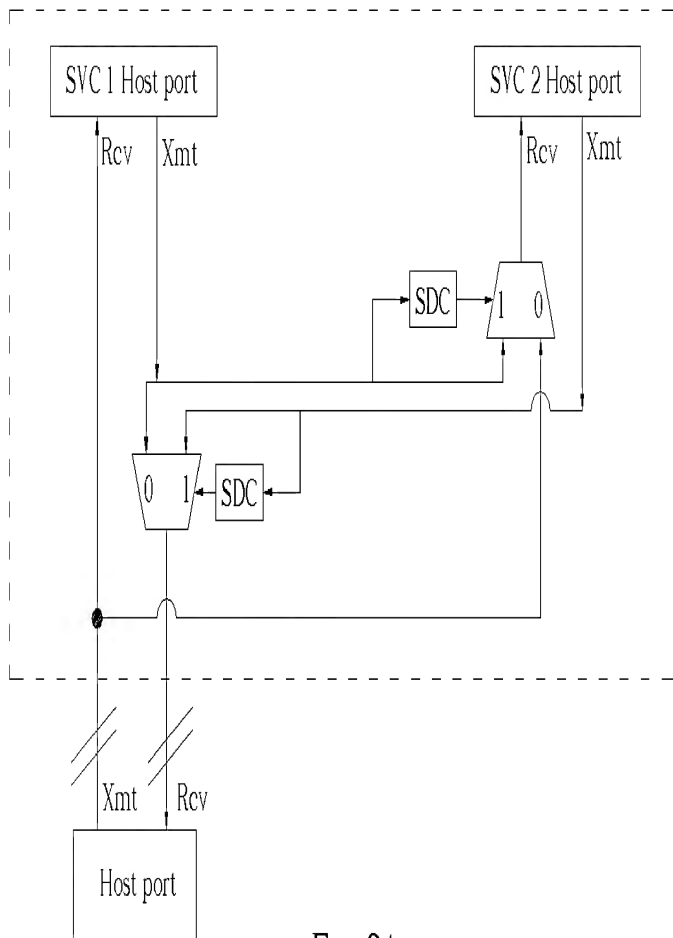 SVC 1 Host port
SVC 2 Host port
Rcv
Xmt
Rcv
Xmt
SDC
1 0
0 1
SDC
Xmt
Rcv
Host port